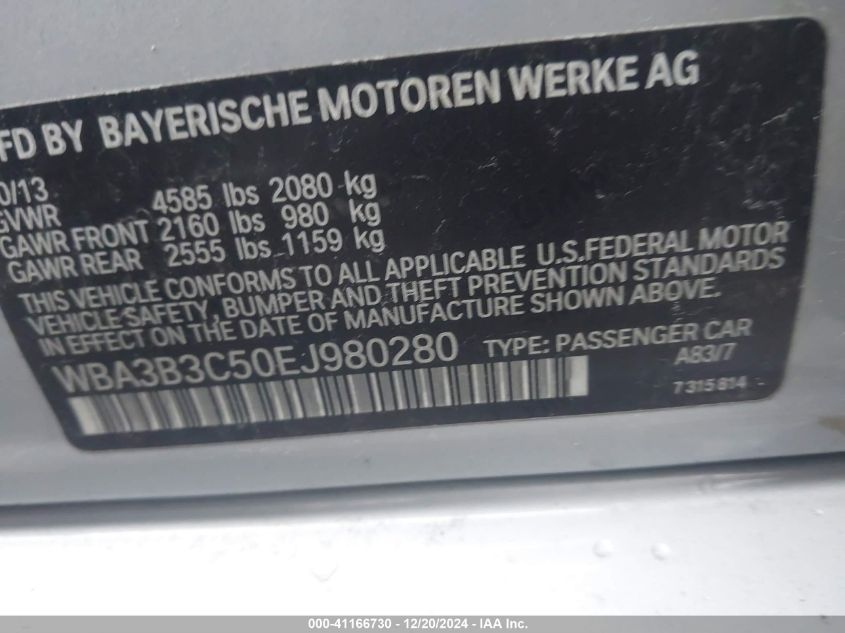 FD BY BAYERISCHE MOTOREN WERKE AG
0/13
GVWR 4585 lbs 2080 kg
GAWR FRONT 2160 lbs 980 kg
GAWR REAR 2555 lbs 1159 kg
THIS VEHICLE CONFORMS TO ALL APPLICABLE U.S.FEDERAL MOTOR
VEHICLE SAFETY, BUMPER AND THEFT PREVENTION STANDARDS
IN EFFECT ON THE DATE OF MANUFACTURE SHOWN ABOVE.
WBA3B3C50EJ980280 TYPE: PASSENGER CAR
A83/7
7 315 814
000-41166730 - 12/20/2024 - IAA Inc.